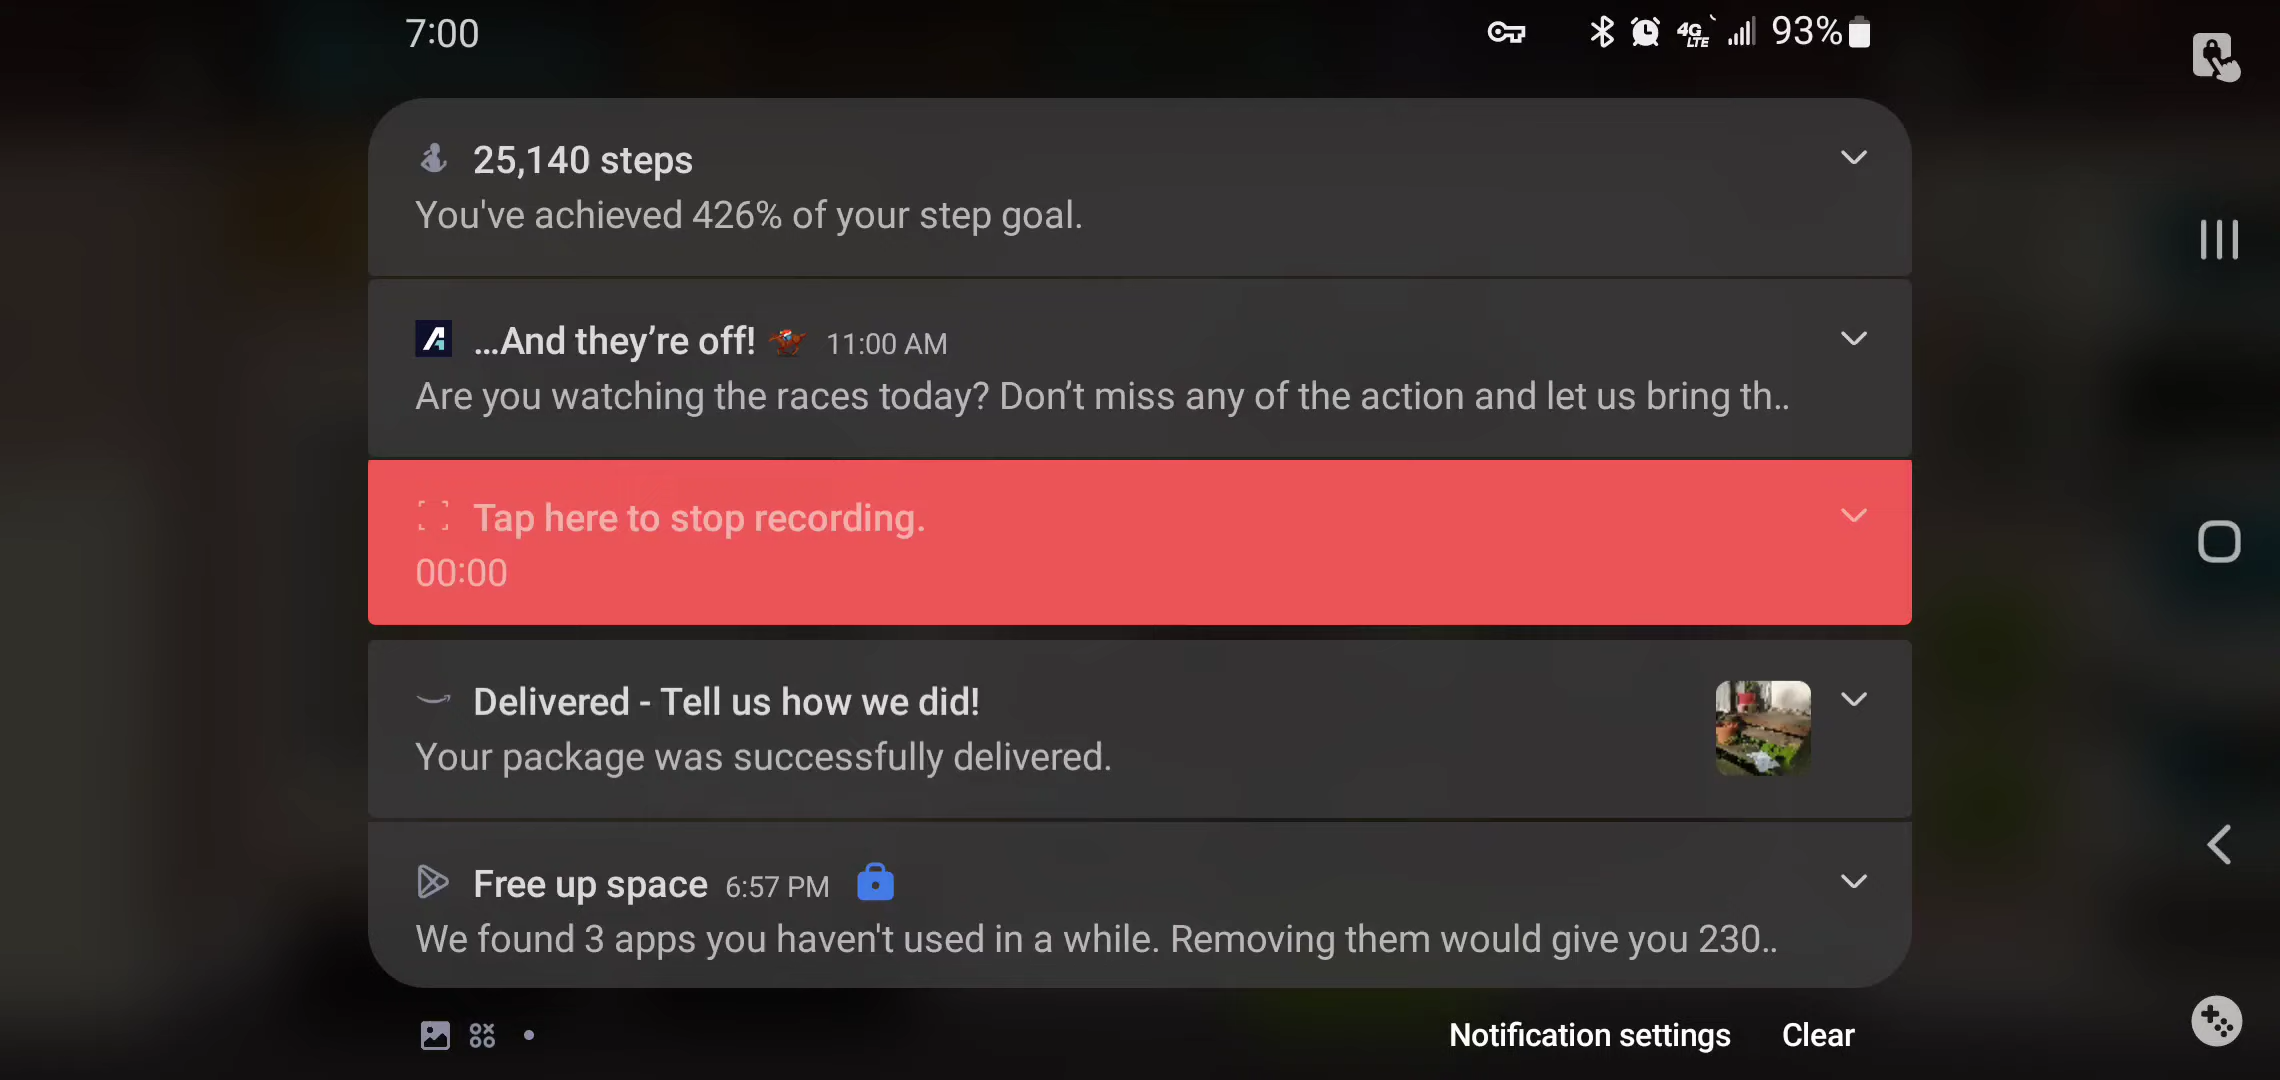 7:00
4G LTE 93%
25,140 steps
You've achieved 426% of your step goal.
...And they're off! 11:00 AM
Are you watching the races today? Don't miss any of the action and let us bring th..
Tap here to stop recording.
00:00
Delivered - Tell us how we did!
Your package was successfully delivered.
Free up space 6:57 PM
We found 3 apps you haven't used in a while. Removing them would give you 230..
Notification settings Clear